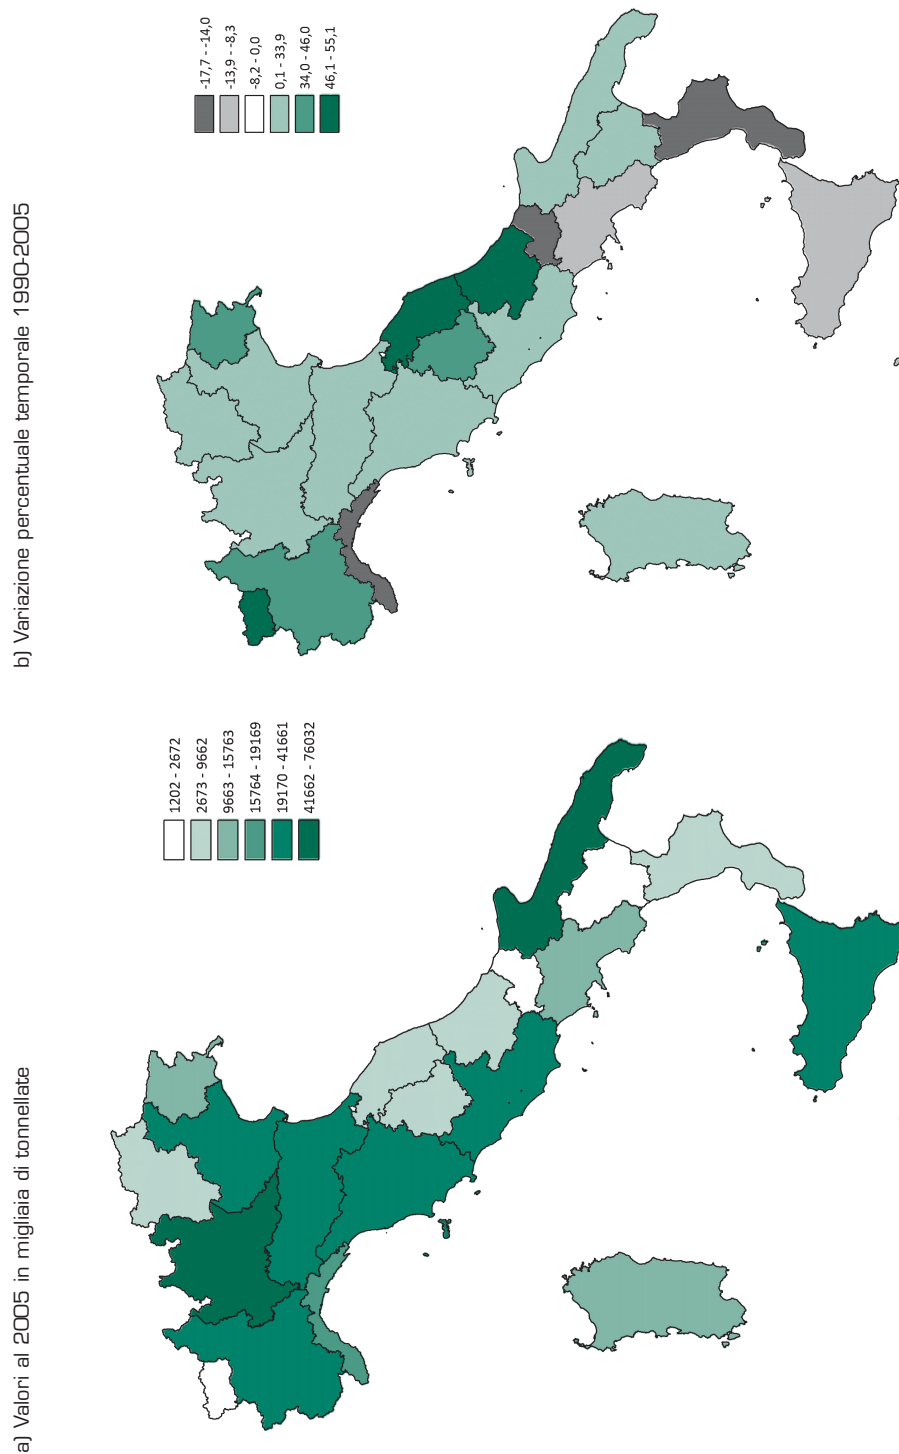 a) Valori al 2005 in migliaia di tonnellate
1202 - 2672
2673 - 9662
9663 - 15763
15764 - 19169
19170 - 41661
41662 - 76032
b) Variazione percentuale temporale 1990-2005
-17,7 - -14,0
-13,9 - -8,3
-8,2 - 0,0
0,1 - 33,9
34,0 - 46,0
46,1 - 55,1